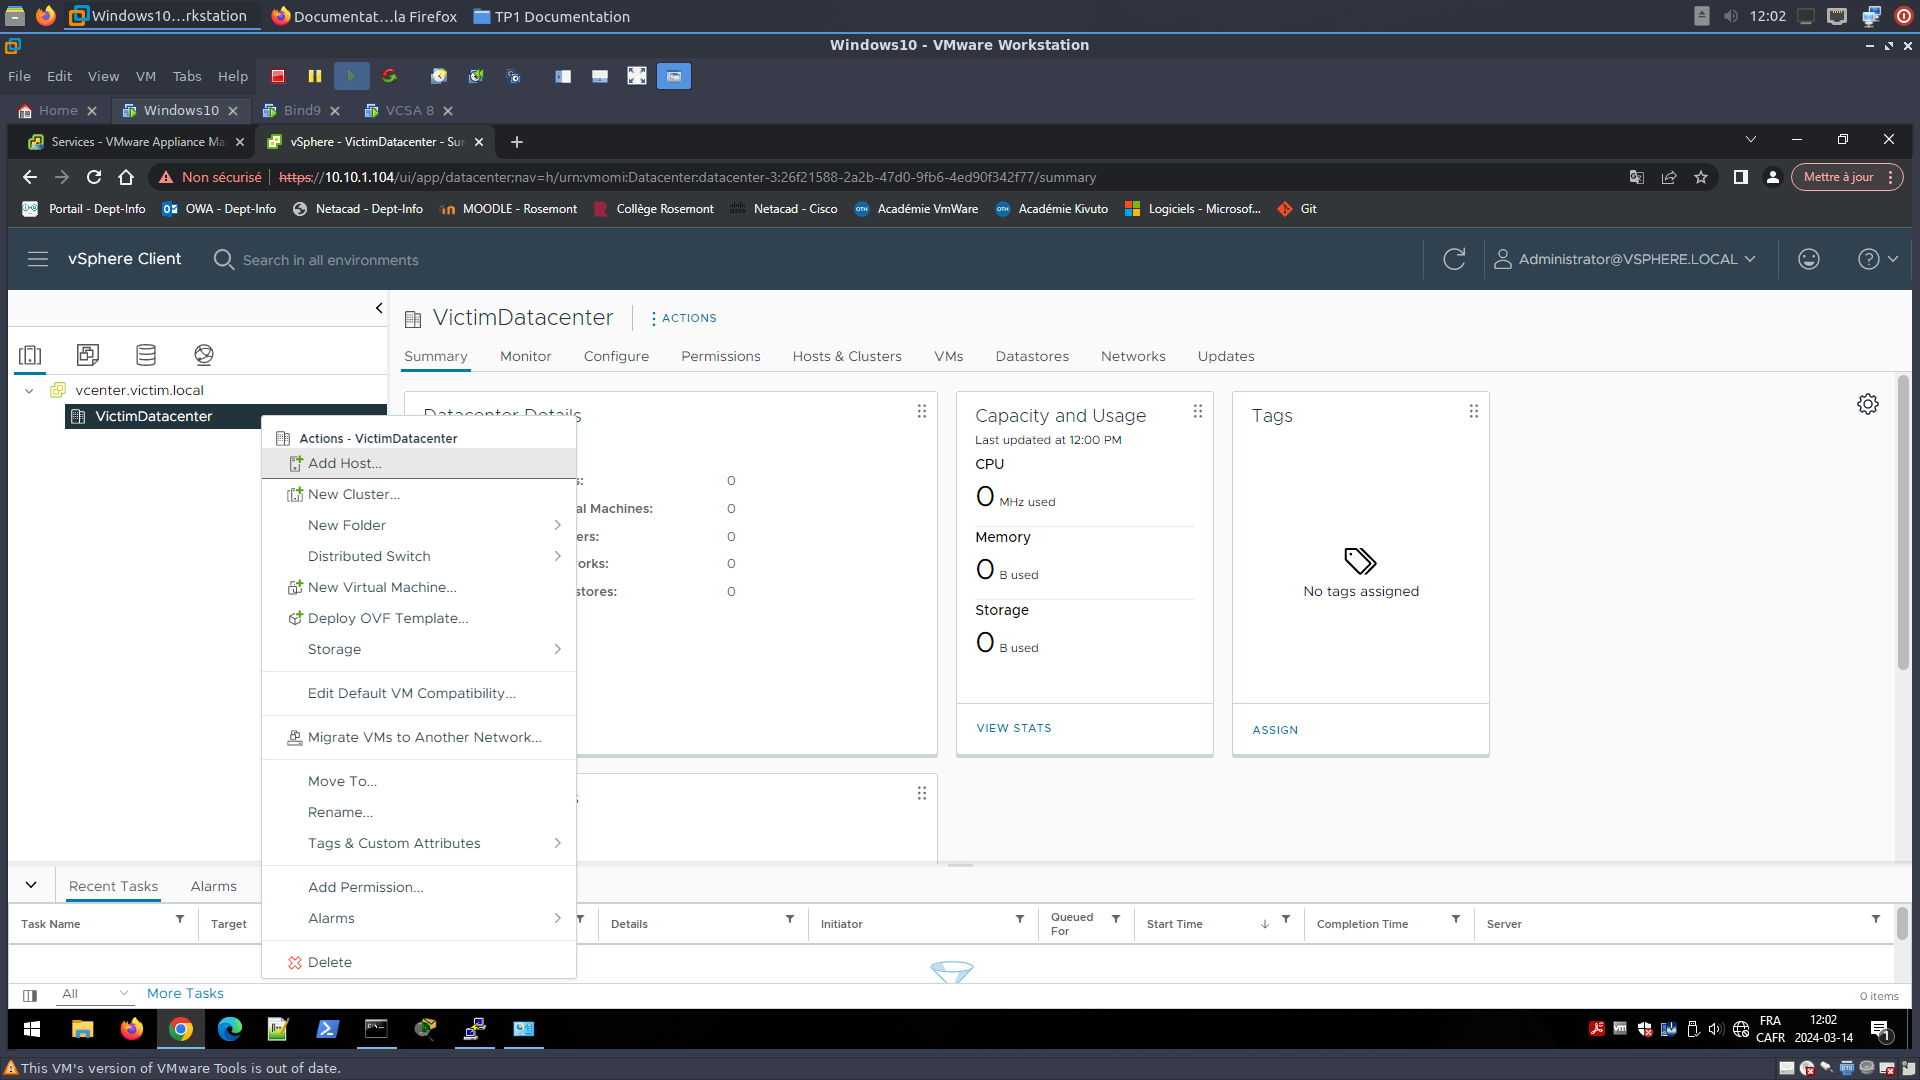 Windows10...rkstation
Documentat...la Firefox
TP1 Documentation
12:02
Windows10 - VMware Workstation
File Edit View VM Tabs Help
Home Windows10 Bind9 VCSA 8
Services - VMware Appliance Ma
vSphere - VictimDatacenter - Sum
Non sécurisé https://10.10.1.104/ui/app/datacenter;nav=h/urn:vmomi:Datacenter:datacenter-3:26f21588-2a2b-47d0-9fb6-4ed90f342f77/summary
Mettre à jour
Portail - Dept-Info OWA - Dept-Info Netacad - Dept-Info MOODLE - Rosemont Collège Rosemont Netacad - Cisco Académie VmWare Académie Kivuto Logiciels - Microsof... Git
vSphere Client
Search in all environments
Administrator@VSPHERE.LOCAL
VictimDatacenter
ACTIONS
Summary Monitor Configure Permissions Hosts & Clusters VMs Datastores Networks Updates
vcenter.victim.local
VictimDatacenter
Actions - VictimDatacenter
Add Host...
New Cluster...
New Folder
Distributed Switch
New Virtual Machine...
Deploy OVF Template...
Storage
Edit Default VM Compatibility...
Migrate VMs to Another Network...
Move To...
Rename...
Tags & Custom Attributes
Add Permission...
Alarms
Delete
Datacenter Details
s: 0
al Machines: 0
ers: 0
orks: 0
stores: 0
Capacity and Usage
Last updated at 12:00 PM
CPU
0 MHz used
Memory
0 B used
Storage
0 B used
VIEW STATS
Tags
No tags assigned
ASSIGN
Recent Tasks Alarms
Task Name Target Details Initiator Queued For Start Time Completion Time Server
All More Tasks
0 items
FRA
CAFR
12:02
2024-03-14
1
This VM's version of VMware Tools is out of date.